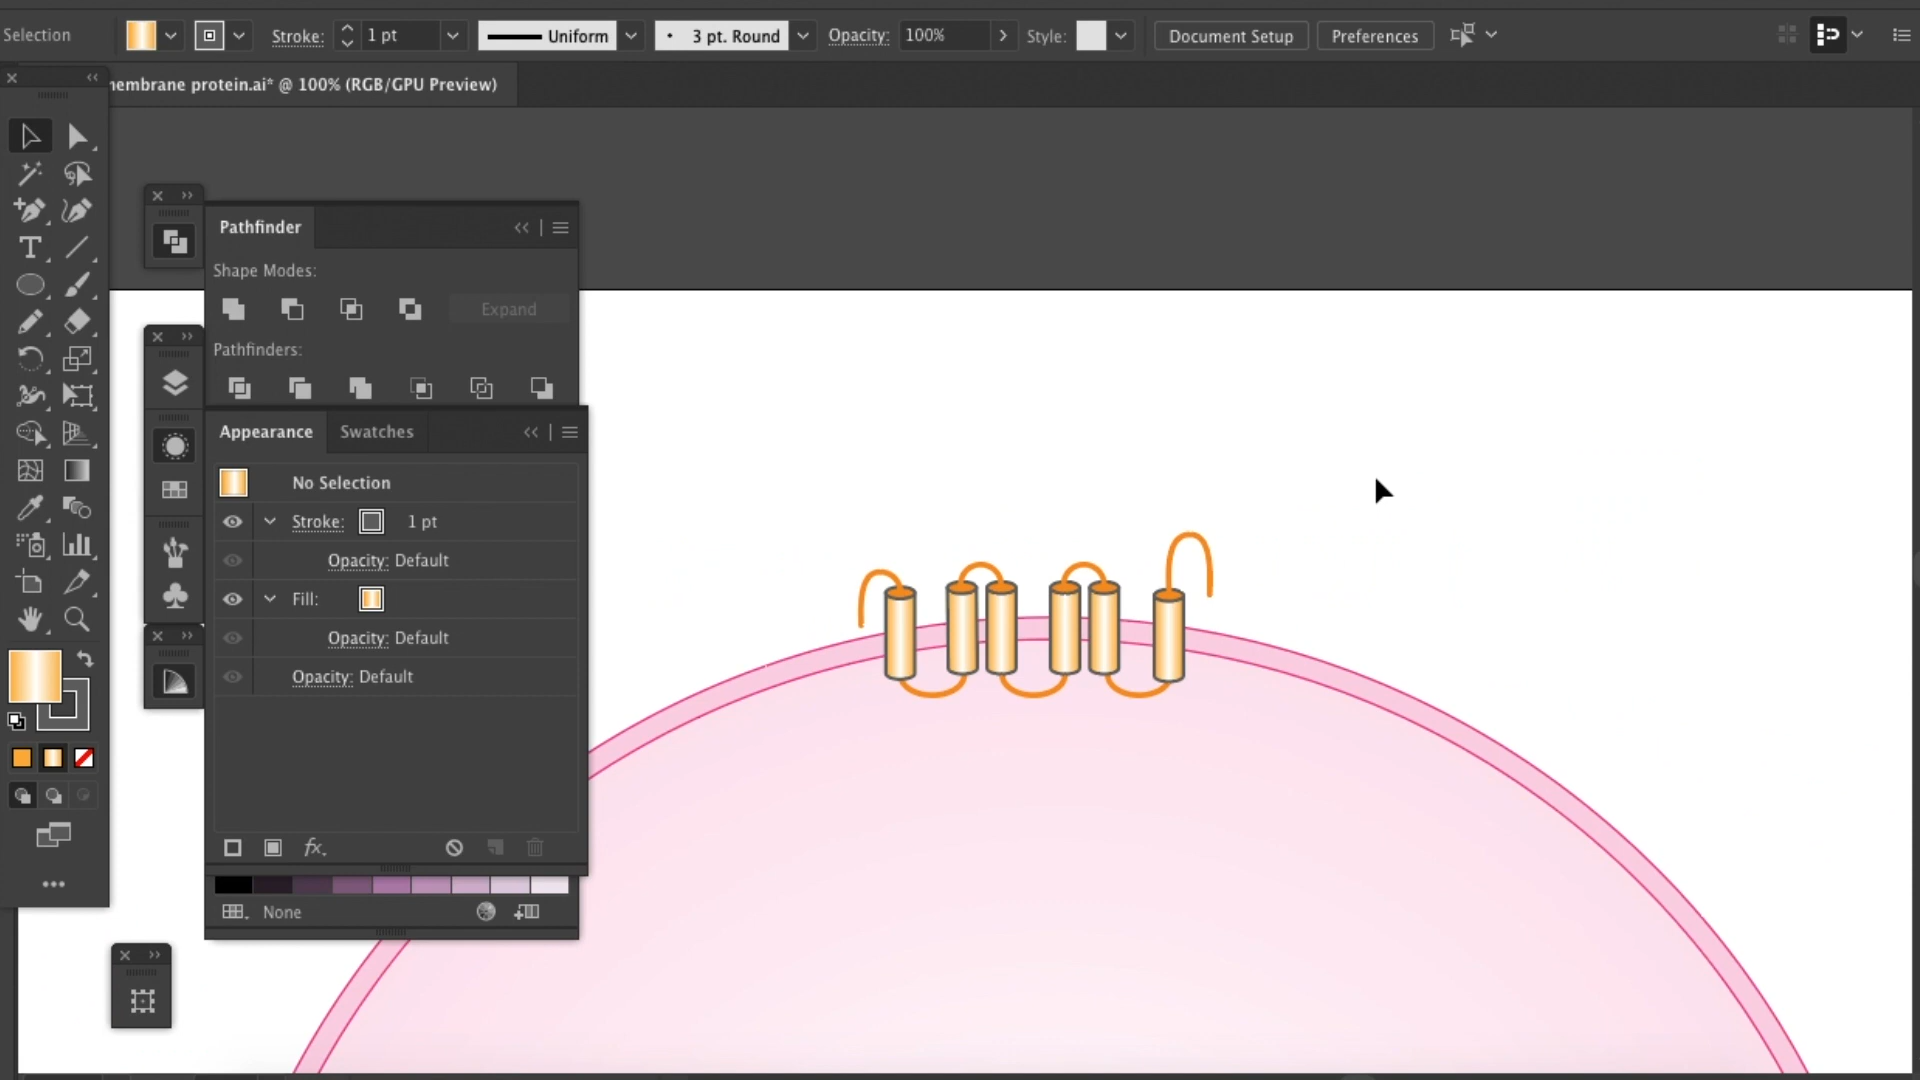 Selection
Stroke:
1 pt
Uniform
3 pt. Round
Opacity:
100%
Style:
Document Setup
Preferences
embrane protein.ai* @ 100% (RGB/GPU Preview)
Pathfinder
Shape Modes:
Expand
Pathfinders:
Appearance
Swatches
No Selection
Stroke:
1 pt
Opacity: Default
Fill:
Opacity: Default
Opacity: Default
fx.
None